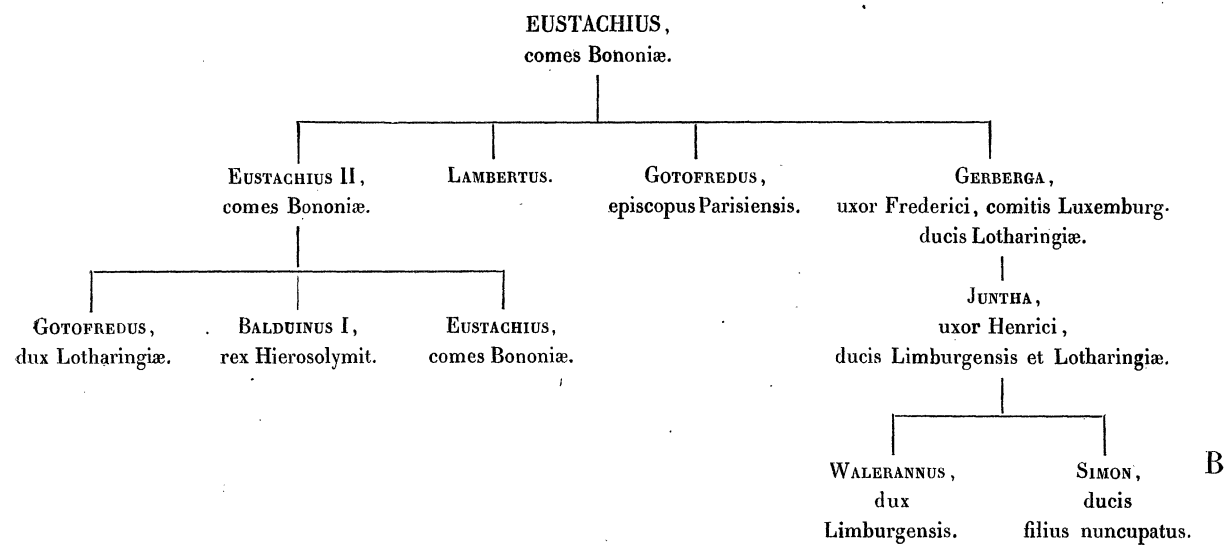 EUSTACHIUS,
comes Bononiæ.
EUSTACHIUS II,
comes Bononiæ.
LAMBERTUS.
GOTOFREDUS,
episcopus Parisiensis.
GERBERGA,
uxor Frederici, comitis Luxemburg.
ducis Lotharingiæ.
GOTOFREDUS,
dux Lotharingiæ.
BALDUINUS I,
rex Hierosolymit.
EUSTACHIUS,
comes Bononiæ.
JUNTHA,
uxor Henrici,
ducis Limburgensis et Lotharingiæ.
WALERANNUS,
dux
Limburgensis.
SIMON,
ducis
filius nuncupatus.
B